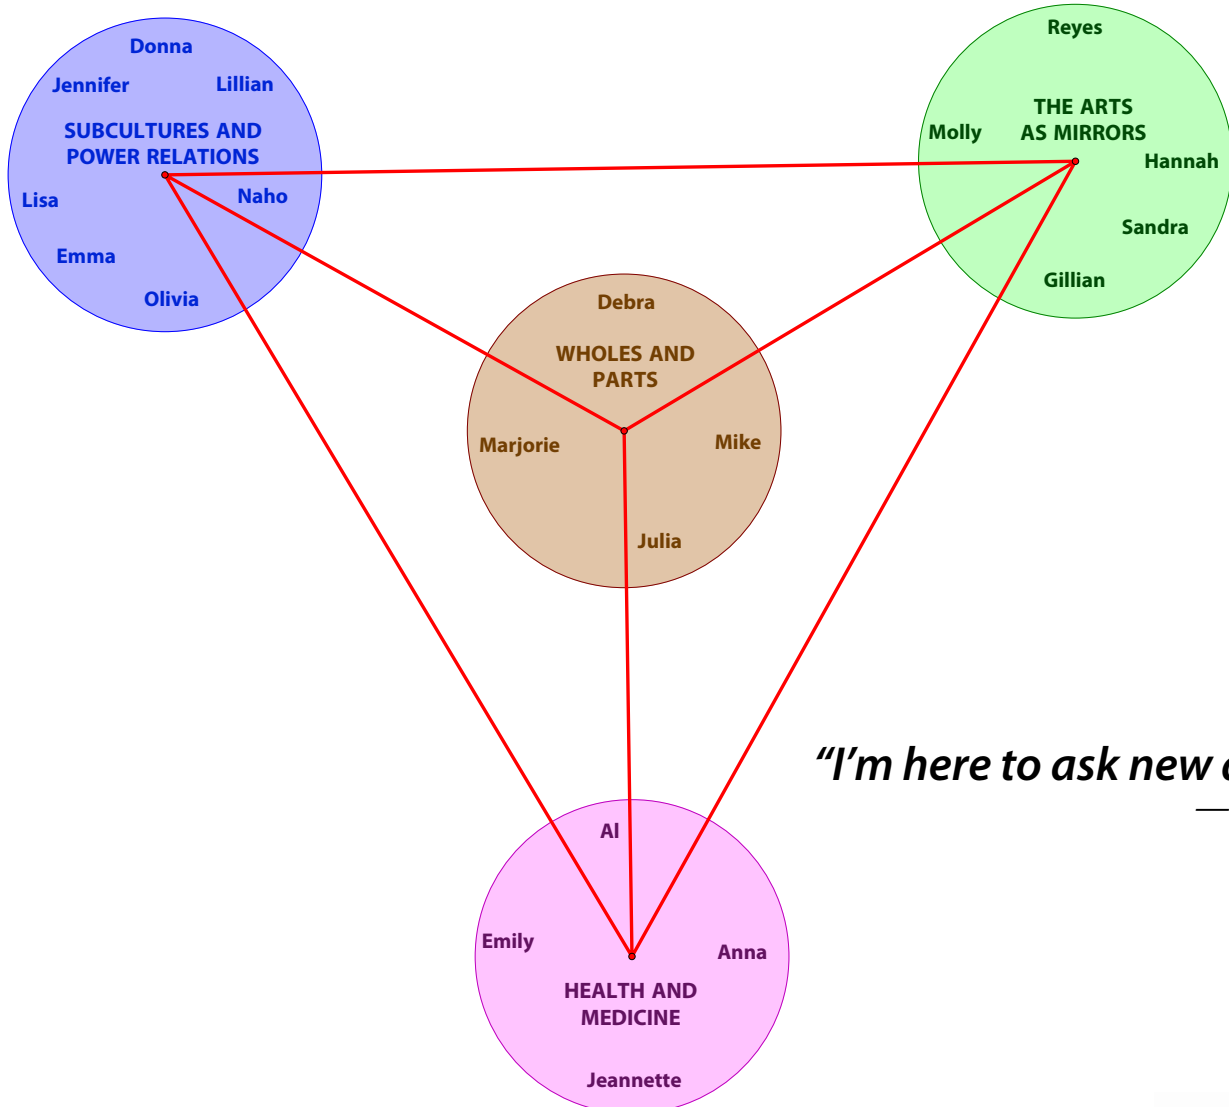 Donna
Jennifer
Lillian
SUBCULTURES AND
POWER RELATIONS
Lisa
Naho
Emma
Olivia
Reyes
THE ARTS
AS MIRRORS
Molly
Hannah
Sandra
Gillian
Debra
WHOLES AND
PARTS
Marjorie
Mike
Julia
“I’m here to ask new
—
Al
Emily
Anna
HEALTH AND
MEDICINE
Jeannette